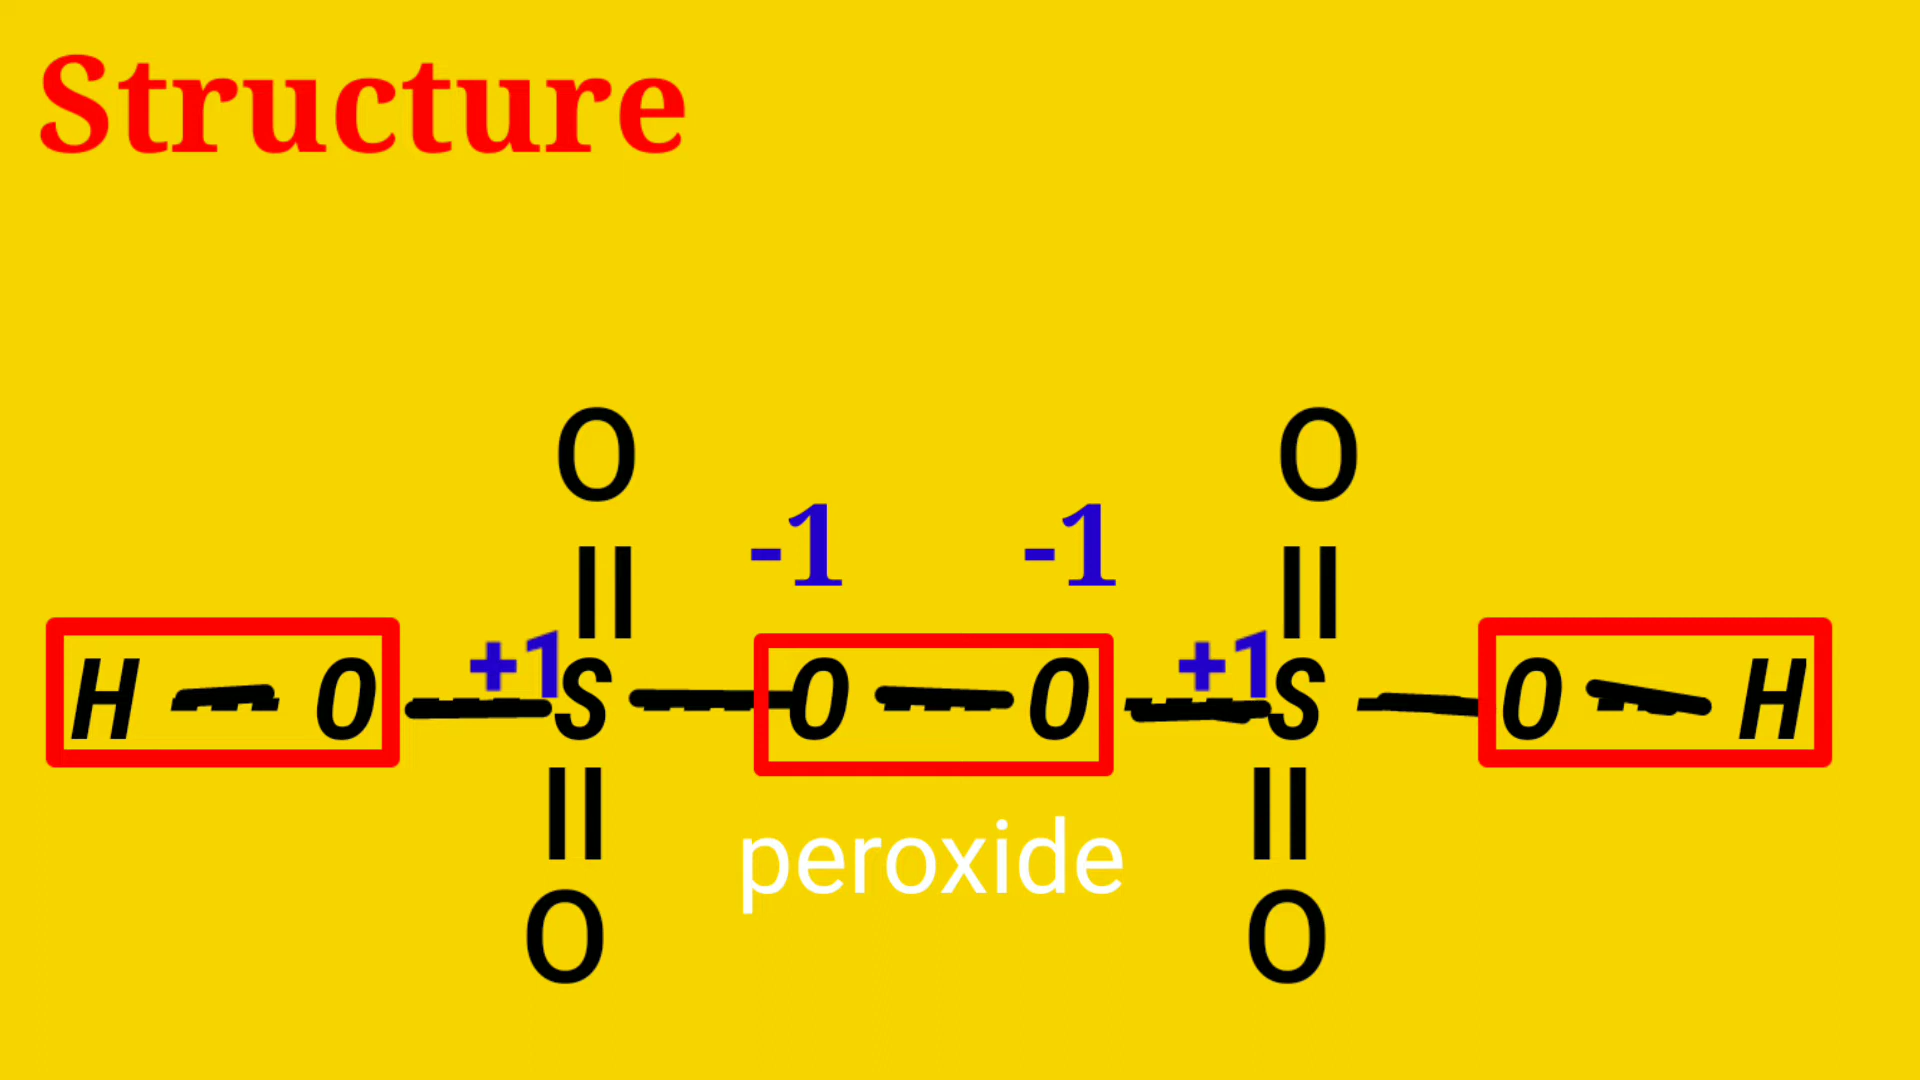 Structure
O O
-1 -1
|| ||
+1 +1
H O S O O S O H
|| ||
peroxide
O O